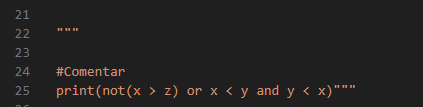 21
22 """
23
24 #Comentar
25 print(not(x > z) or x < y and y < x)"""